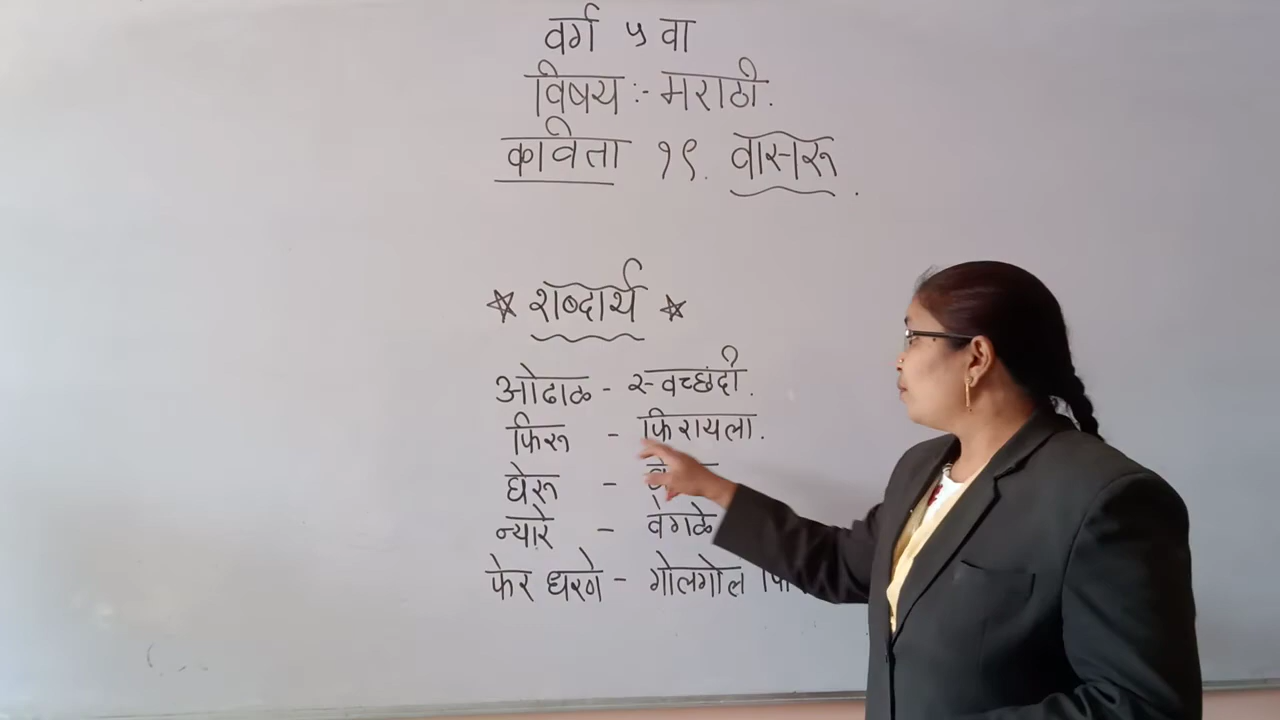 वर्ग ५ वा
विषय :- मराठी.
कविता १९. वासरू.
☆ शब्दार्थ ☆
ओढाळ - स्वच्छंदी.
फिरू - फिरायला.
घेरू -
न्यारे - वेगळे
फेर धरणे - गोलगोल